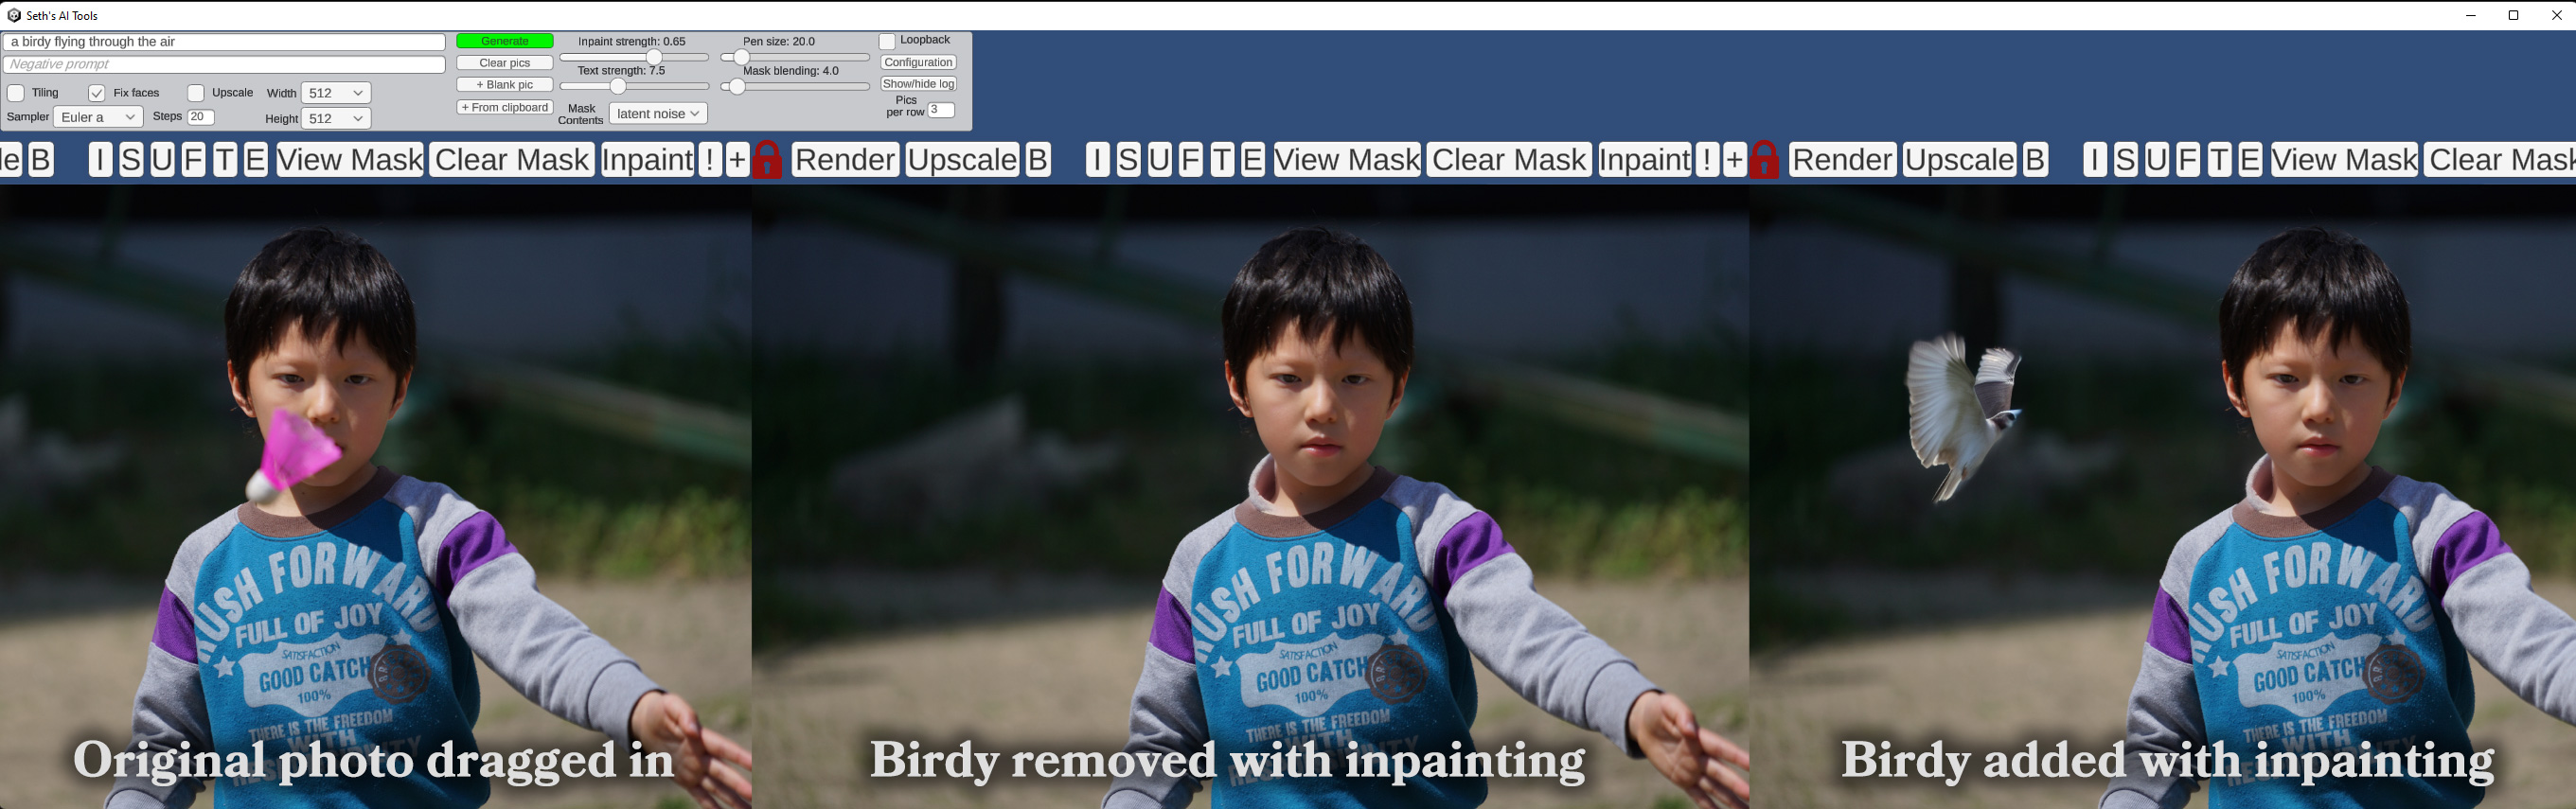 Seth's AI Tools
a birdy flying through the air
Negative prompt
Tiling Fix faces Upscale Width 512
Sampler Euler a Steps 20 Height 512
Generate
Clear pics
+ Blank pic
+ From clipboard
Inpaint strength: 0.65
Text strength: 7.5
Mask Contents latent noise
Pen size: 20.0
Mask blending: 4.0
Loopback
Configuration
Show/hide log
Pics per row 3
le B I S U F T E View Mask Clear Mask Inpaint ! +
Render Upscale B I S U F T E View Mask Clear Mask Inpaint ! +
Render Upscale B I S U F T E View Mask Clear Mask
RUSH FORWARD
FULL OF JOY
SATISFACTION
GOOD CATCH
100%
THERE IS THE FREEDOM
WITH
Original photo dragged in
RUSH FORWARD
FULL OF JOY
SATISFACTION
GOOD CATCH
100%
THERE IS THE FREEDOM
WITH
Birdy removed with inpainting
RUSH FORWARD
FULL OF JOY
SATISFACTION
GOOD CATCH
100%
THERE IS THE FREEDOM
WITH
Birdy added with inpainting